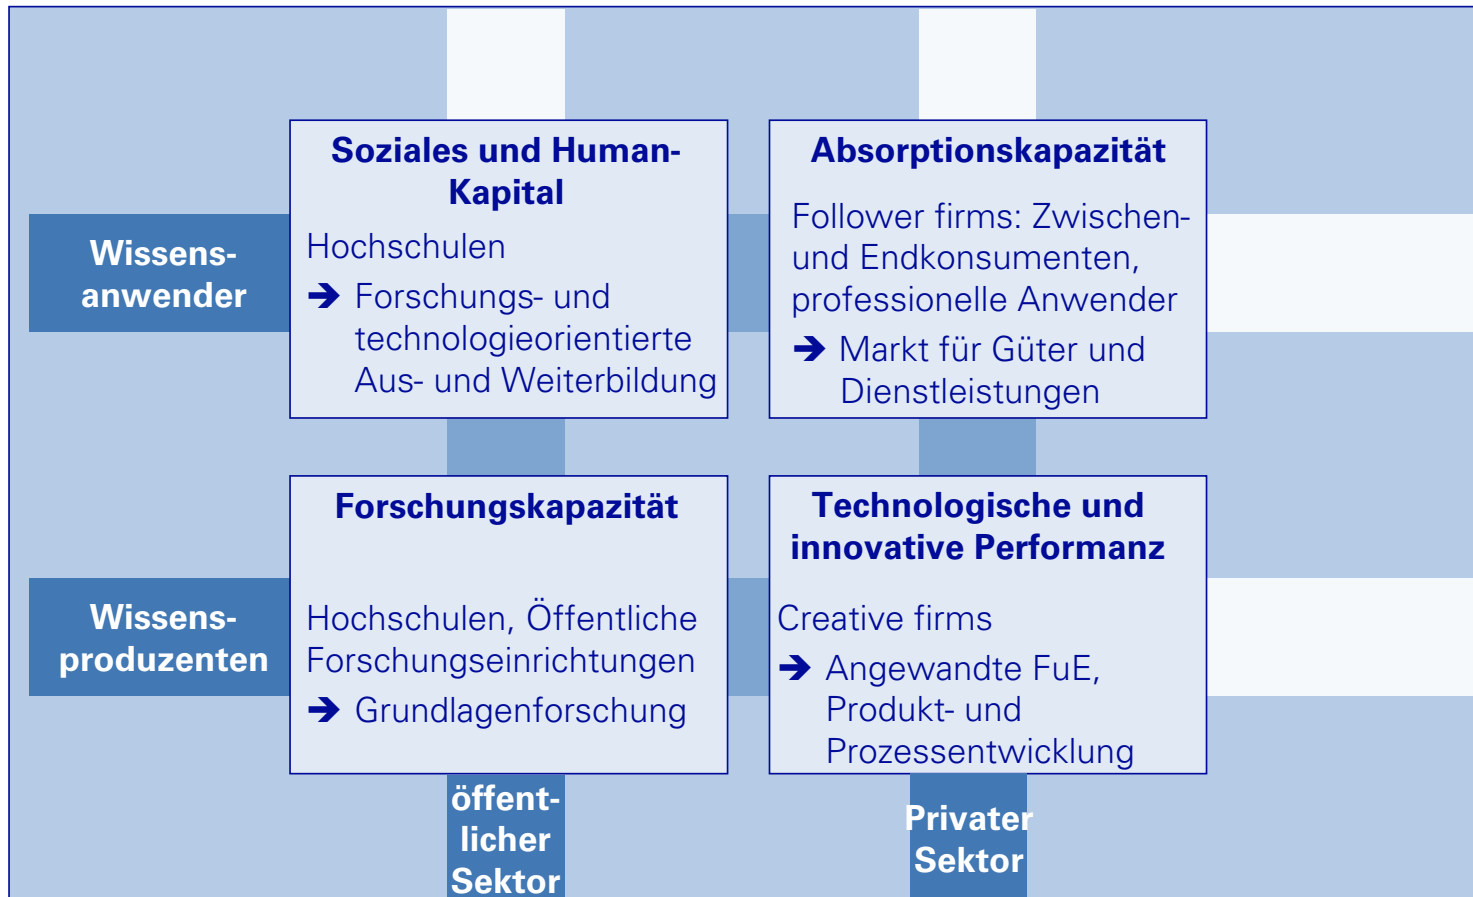 Soziales und Human-
Kapital
Hochschulen
➔ Forschungs- und
technologieorientierte
Aus- und Weiterbildung
Absorptionskapazität
Follower firms: Zwischen-
und Endkonsumenten,
professionelle Anwender
➔ Markt für Güter und
Dienstleistungen
Wissens-
anwender
Forschungskapazität
Hochschulen, Öffentliche
Forschungseinrichtungen
➔ Grundlagenforschung
Technologische und
innovative Performanz
Creative firms
➔ Angewandte FuE,
Produkt- und
Prozessentwicklung
Wissens-
produzenten
öffent-
licher
Sektor
Privater
Sektor